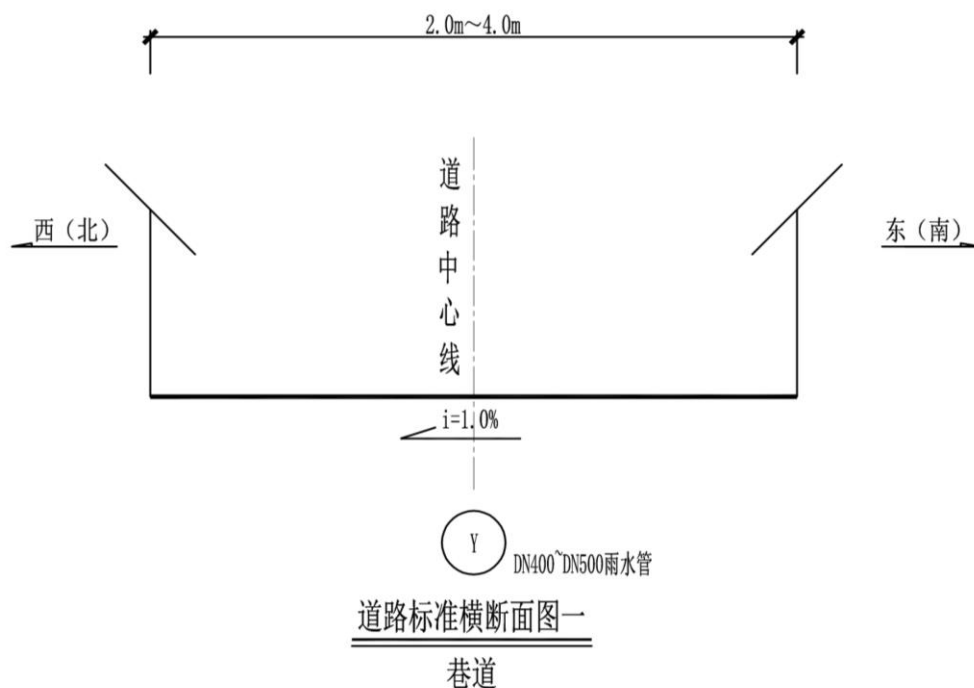 2.0m～4.0m
道路中心线
西（北）
东（南）
i=1.0%
Y
DN400~DN500雨水管
道路标准横断面图一
巷道